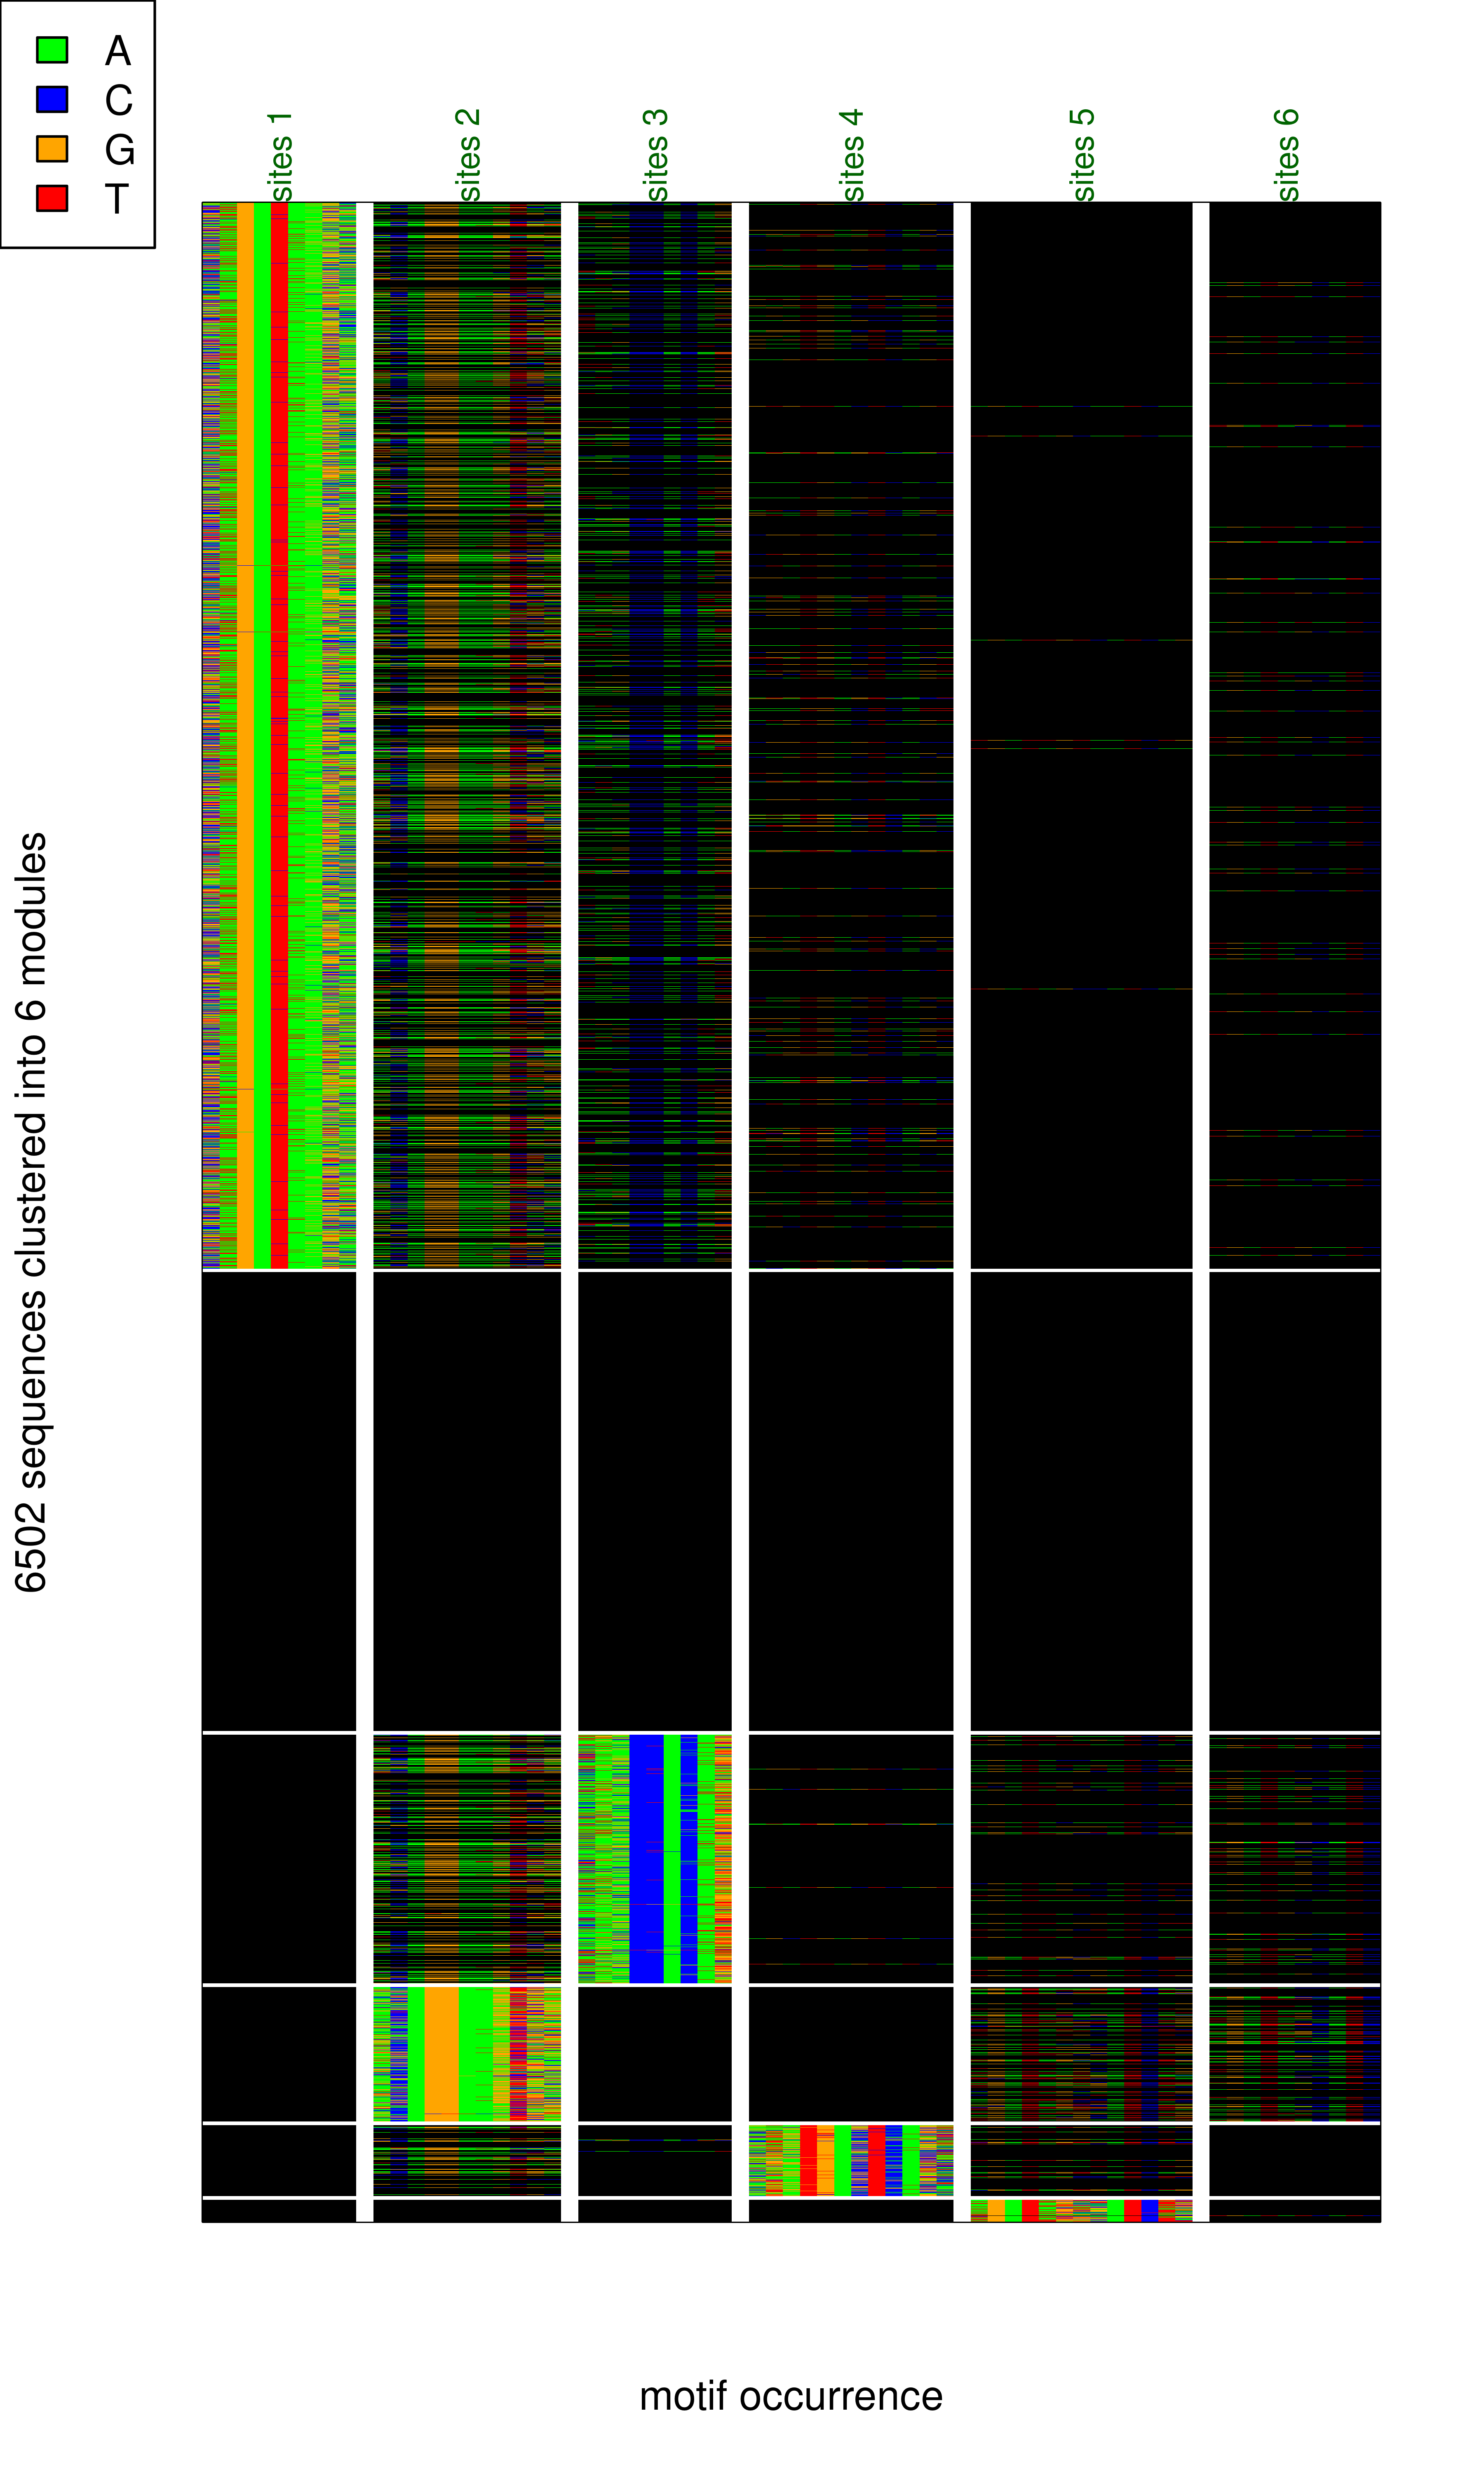 A
C
G
T
sites 1
sites 2
sites 3
sites 4
sites 5
sites 6
6502 sequences clustered into 6 modules
motif occurrence